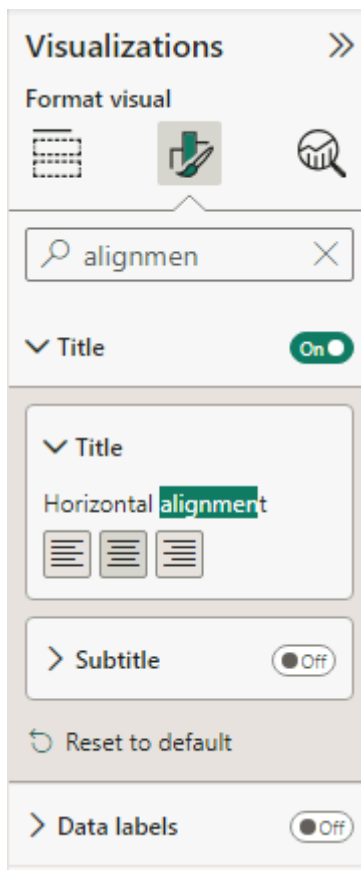 Visualizations
Format visual
alignmen
Title
On
Title
Horizontal alignment
Subtitle
Off
Reset to default
Data labels
Off